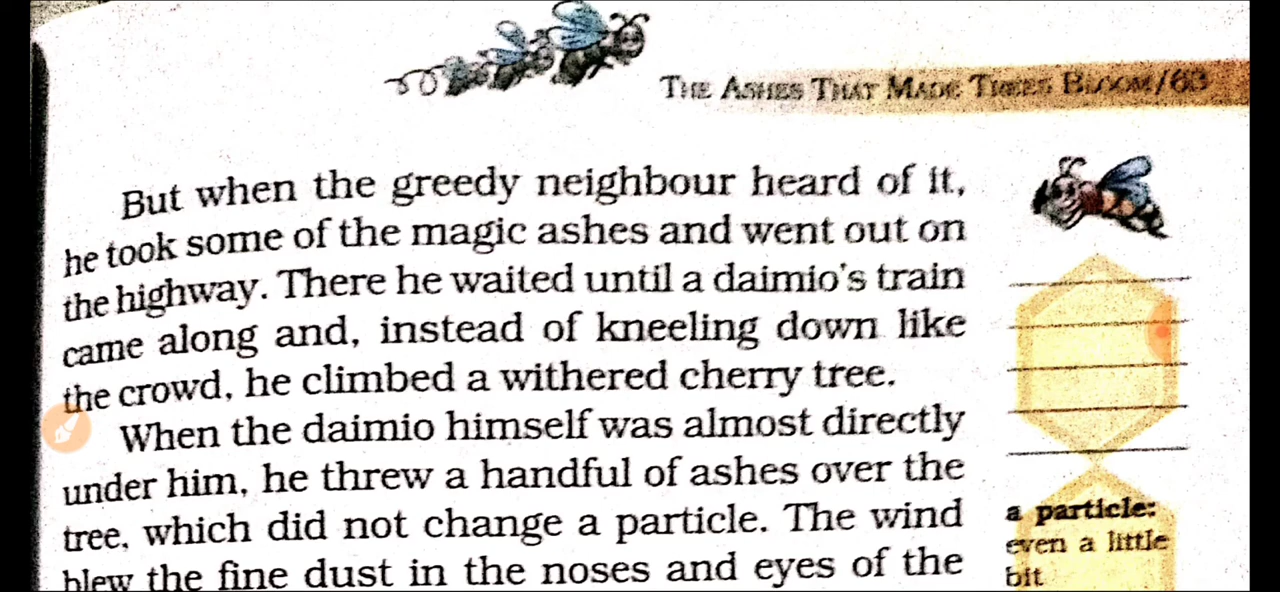 THE ASHES THAT MADE TREES BLOOM/63
But when the greedy neighbour heard of it,
he took some of the magic ashes and went out on
the highway. There he waited until a daimio's train
came along and, instead of kneeling down like
the crowd, he climbed a withered cherry tree.
When the daimio himself was almost directly
under him, he threw a handful of ashes over the
tree, which did not change a particle. The wind
blew the fine dust in the noses and eyes of the
a particle:
even a little
bit